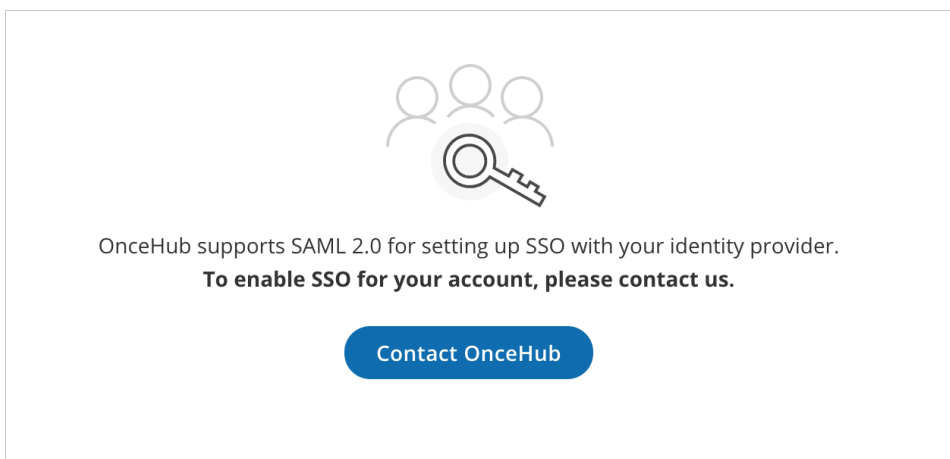 OnceHub supports SAML 2.0 for setting up SSO with your identity provider.
To enable SSO for your account, please contact us.
Contact OnceHub